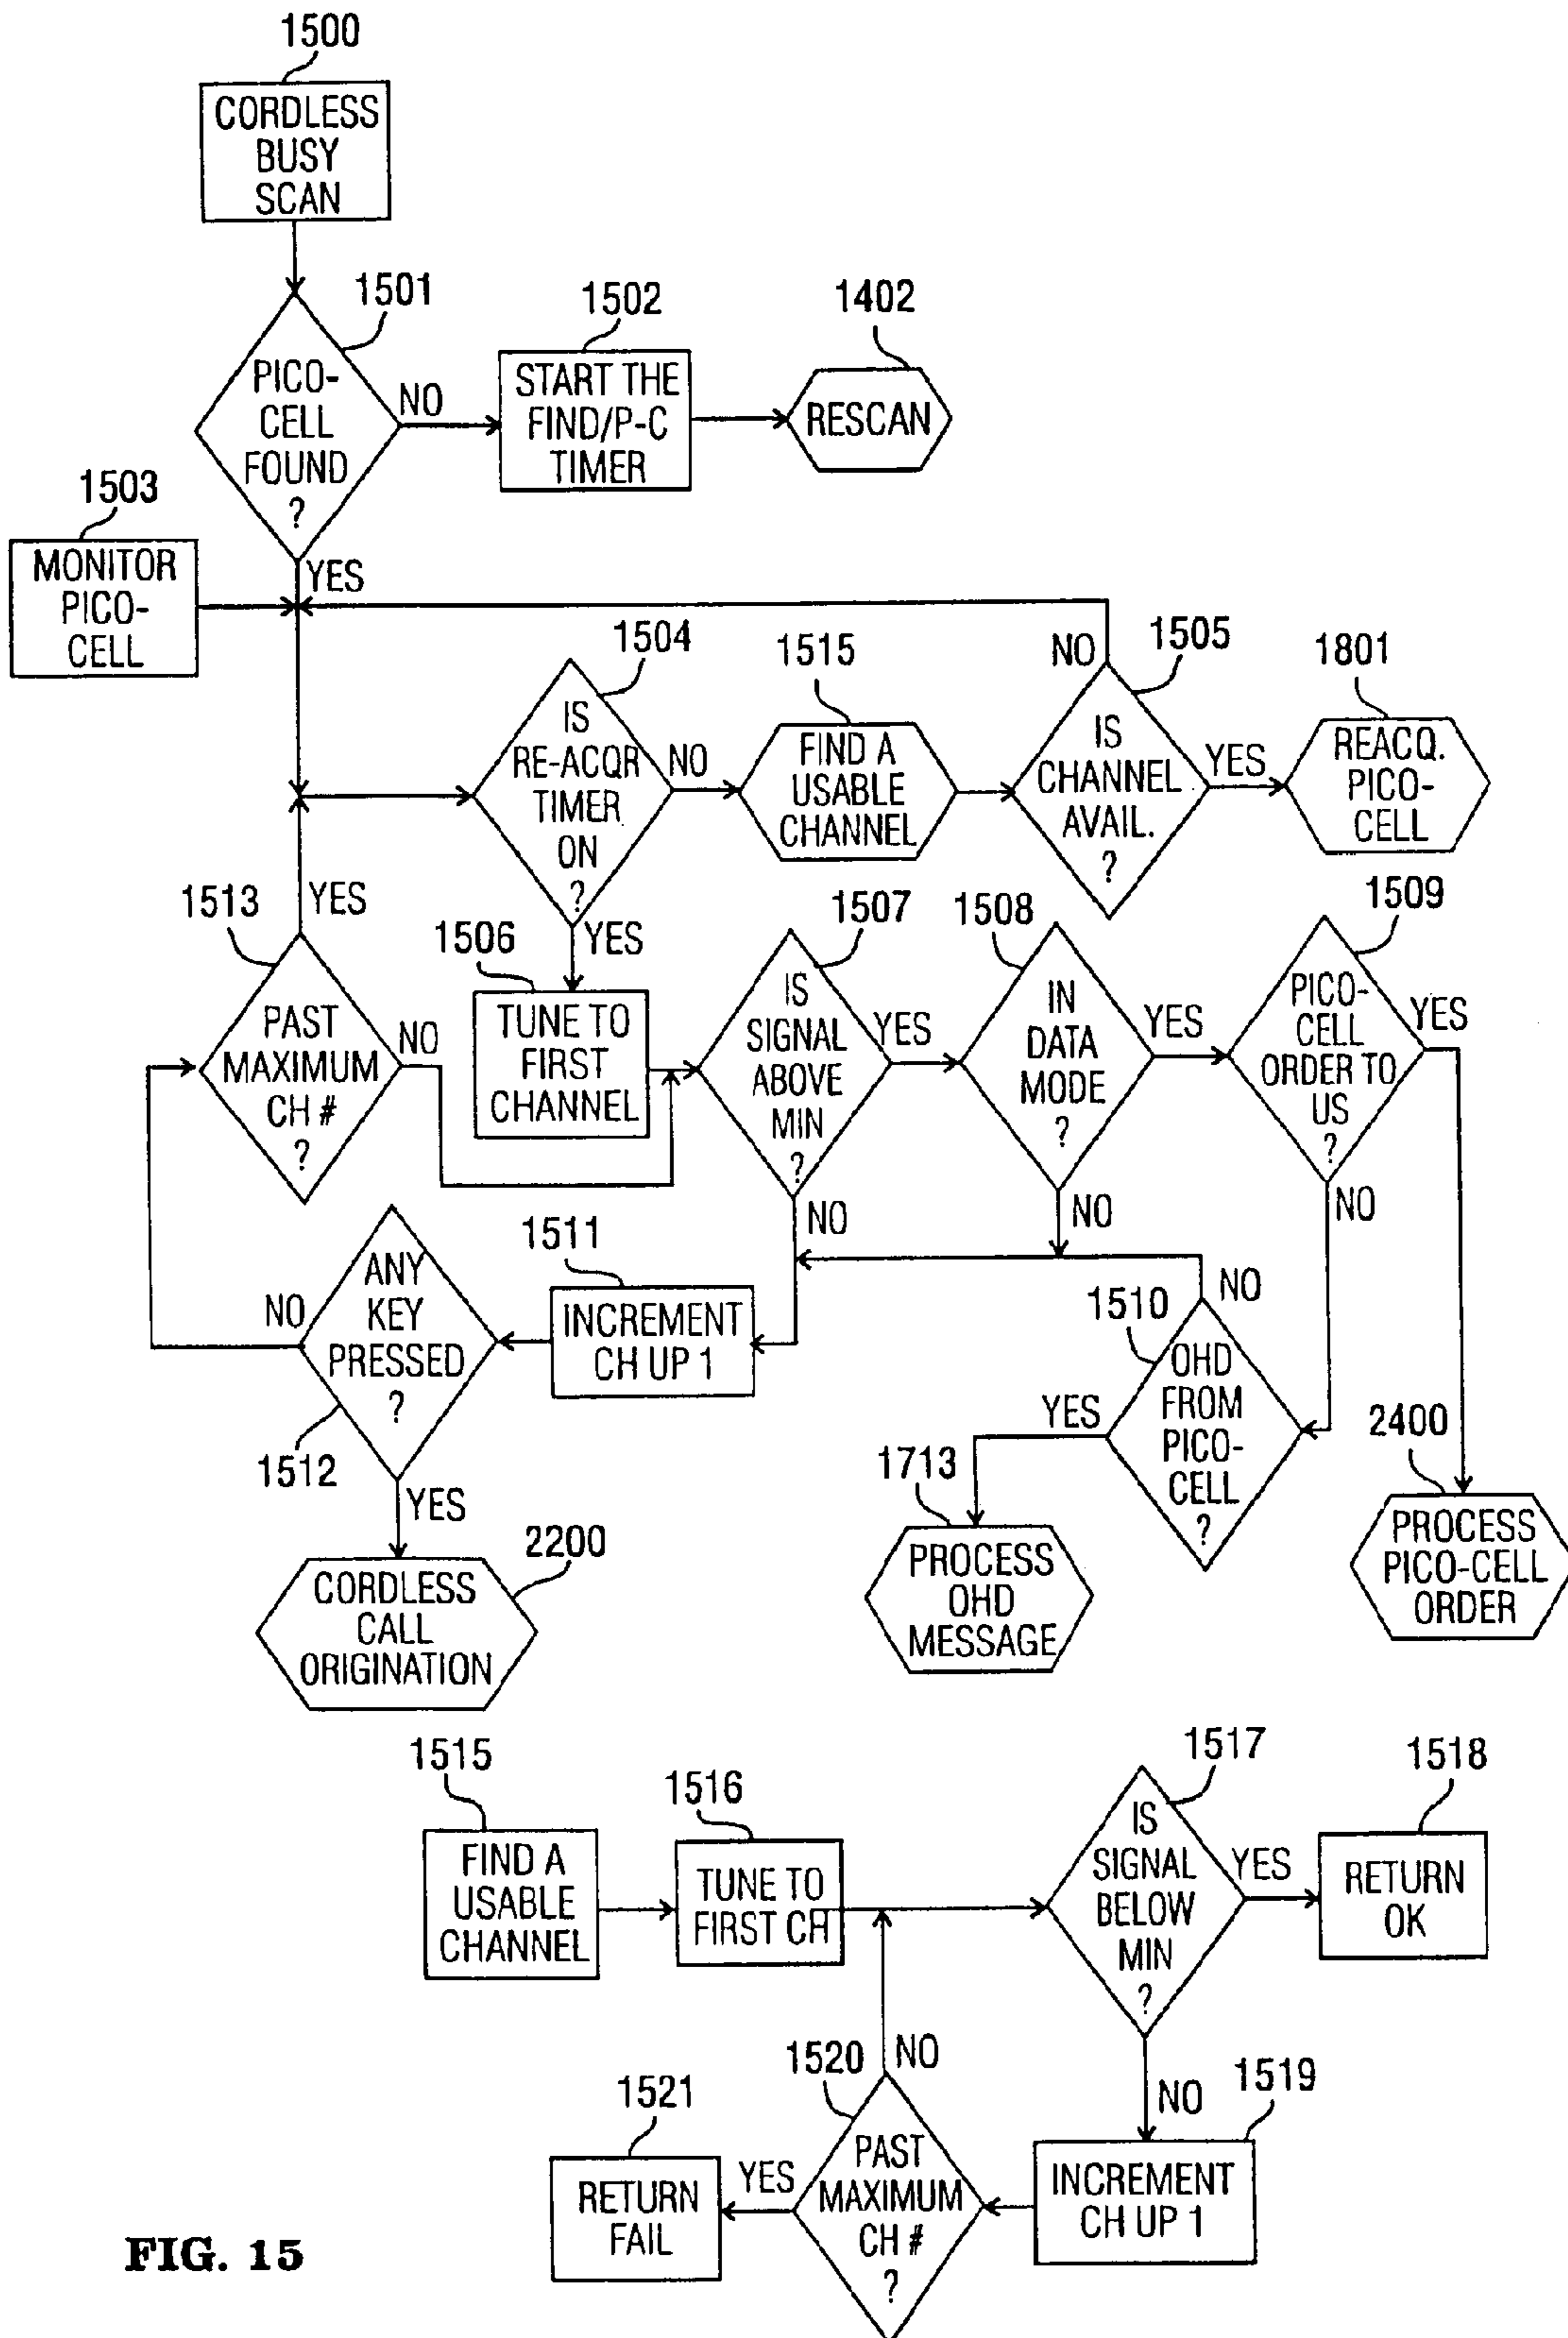 1500
CORDLESS
BUSY
SCAN
1501
PICO-
CELL
FOUND
?
NO
YES
1502
START THE
FIND/P-C
TIMER
1402
RESCAN
1503
MONITOR
PICO-
CELL
1504
IS
RE-ACQR
TIMER
ON
?
NO
YES
1515
FIND A
USABLE
CHANNEL
1505
NO
IS
CHANNEL
AVAIL.
?
YES
1801
REACQ.
PICO-
CELL
1513
YES
PAST
MAXIMUM
CH #
?
NO
1506
TUNE TO
FIRST
CHANNEL
1507
IS
SIGNAL
ABOVE
MIN
?
YES
NO
1508
IN
DATA
MODE
?
YES
NO
1509
PICO-
CELL
ORDER TO
US
?
YES
NO
1511
INCREMENT
CH UP 1
ANY
KEY
PRESSED
?
NO
1512
YES
2200
CORDLESS
CALL
ORIGINATION
1510
NO
OHD
FROM
PICO-
CELL
?
YES
1713
PROCESS
OHD
MESSAGE
2400
PROCESS
PICO-CELL
ORDER
1515
FIND A
USABLE
CHANNEL
1516
TUNE TO
FIRST CH
1517
IS
SIGNAL
BELOW
MIN
?
YES
NO
1518
RETURN
OK
1519
INCREMENT
CH UP 1
1520
NO
PAST
MAXIMUM
CH #
?
YES
1521
RETURN
FAIL
FIG. 15